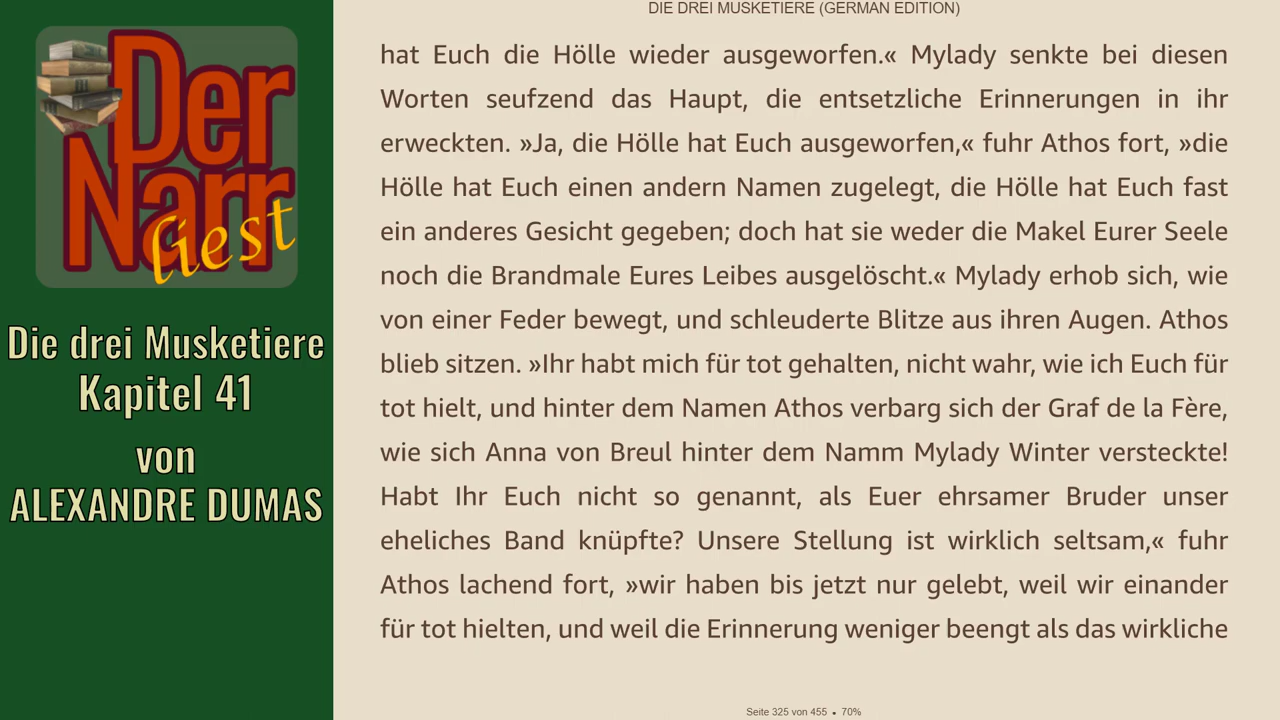 Der
Narr
liest
Die drei Musketiere
Kapitel 41
von
ALEXANDRE DUMAS
DIE DREI MUSKETIERE (GERMAN EDITION)
hat Euch die Hölle wieder ausgeworfen.« Mylady senkte bei diesen
Worten seufzend das Haupt, die entsetzliche Erinnerungen in ihr
erweckten. »Ja, die Hölle hat Euch ausgeworfen,« fuhr Athos fort, »die
Hölle hat Euch einen andern Namen zugelegt, die Hölle hat Euch fast
ein anderes Gesicht gegeben; doch hat sie weder die Makel Eurer Seele
noch die Brandmale Eures Leibes ausgelöscht.« Mylady erhob sich, wie
von einer Feder bewegt, und schleuderte Blitze aus ihren Augen. Athos
blieb sitzen. »Ihr habt mich für tot gehalten, nicht wahr, wie ich Euch für
tot hielt, und hinter dem Namen Athos verbarg sich der Graf de la Fère,
wie sich Anna von Breul hinter dem Namm Mylady Winter versteckte!
Habt Ihr Euch nicht so genannt, als Euer ehrsamer Bruder unser
eheliches Band knüpfte? Unsere Stellung ist wirklich seltsam,« fuhr
Athos lachend fort, »wir haben bis jetzt nur gelebt, weil wir einander
für tot hielten, und weil die Erinnerung weniger beengt als das wirkliche
Seite 325 von 455 • 70%